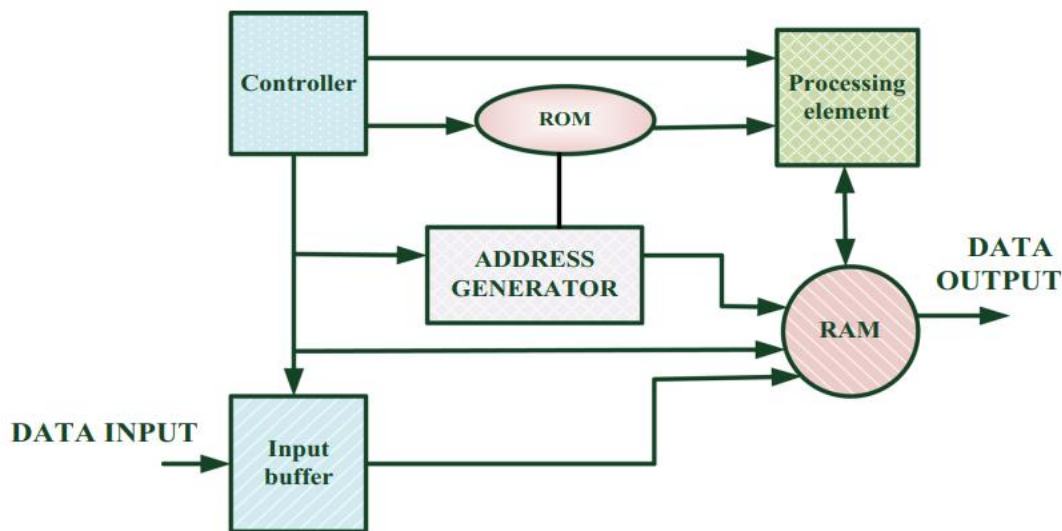 Controller
Processing
element
ROM
ADDRESS
GENERATOR
DATA
OUTPUT
RAM
DATA INPUT
Input
buffer